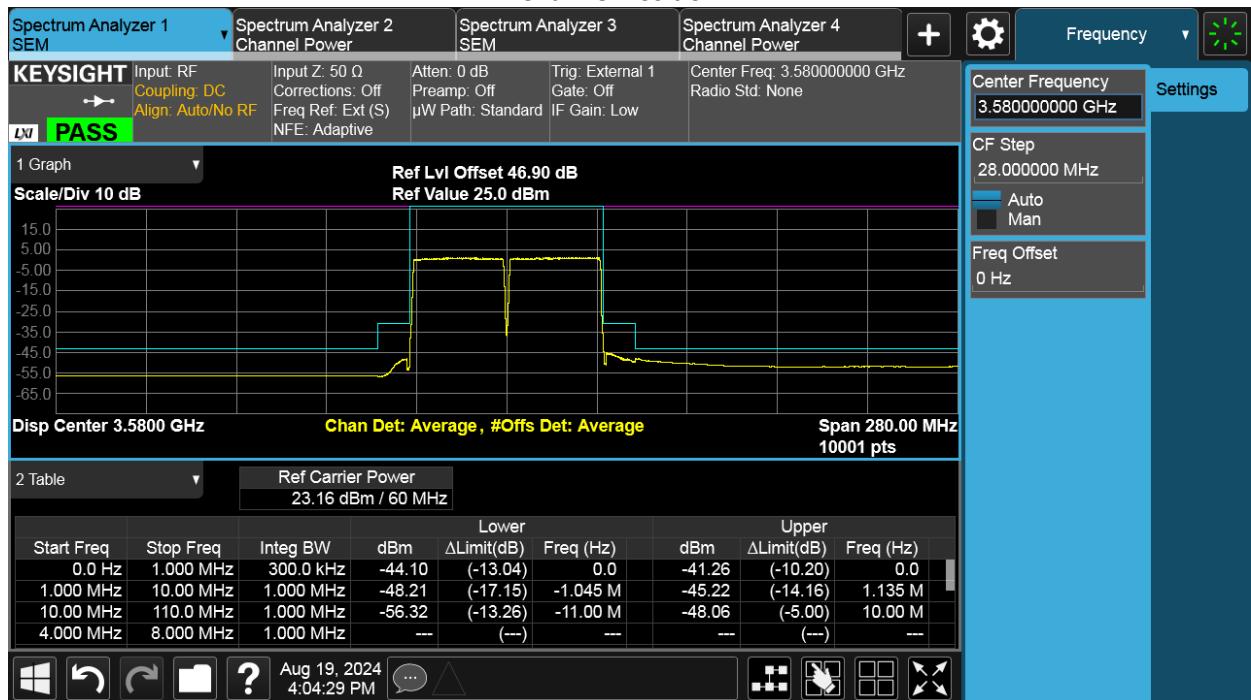 Spectrum Analyzer 1
SEM
Spectrum Analyzer 2
Channel Power
Spectrum Analyzer 3
SEM
Spectrum Analyzer 4
Channel Power
+
Frequency
KEYSIGHT
LXI PASS
Input: RF
Coupling: DC
Align: Auto/No RF
Input Z: 50 Ω
Corrections: Off
Freq Ref: Ext (S)
NFE: Adaptive
Atten: 0 dB
Preamp: Off
µW Path: Standard
Trig: External 1
Gate: Off
IF Gain: Low
Center Freq: 3.580000000 GHz
Radio Std: None
Center Frequency
3.580000000 GHz
Settings
CF Step
28.000000 MHz
Auto
Man
Freq Offset
0 Hz
1 Graph
Scale/Div 10 dB
Ref Lvl Offset 46.90 dB
Ref Value 25.0 dBm
15.0
5.00
-5.00
-15.0
-25.0
-35.0
-45.0
-55.0
-65.0
Disp Center 3.5800 GHz
Chan Det: Average , #Offs Det: Average
Span 280.00 MHz
10001 pts
2 Table
Ref Carrier Power
23.16 dBm / 60 MHz
Lower Upper
Start Freq Stop Freq Integ BW dBm ΔLimit(dB) Freq (Hz) dBm ΔLimit(dB) Freq (Hz)
0.0 Hz 1.000 MHz 300.0 kHz -44.10 (-13.04) 0.0 -41.26 (-10.20) 0.0
1.000 MHz 10.00 MHz 1.000 MHz -48.21 (-17.15) -1.045 M -45.22 (-14.16) 1.135 M
10.00 MHz 110.0 MHz 1.000 MHz -56.32 (-13.26) -11.00 M -48.06 (-5.00) 10.00 M
4.000 MHz 8.000 MHz 1.000 MHz --- (---) --- --- (---) ---
? Aug 19, 2024
4:04:29 PM